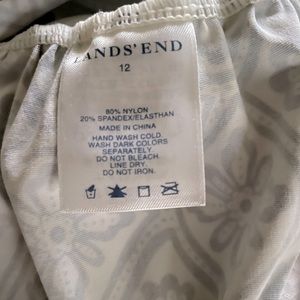 LANDS' END
12
80% NYLON
20% SPANDEX/ELASTHAN
MADE IN CHINA
HAND WASH COLD.
WASH DARK COLORS
SEPARATELY.
DO NOT BLEACH.
LINE DRY.
DO NOT IRON.